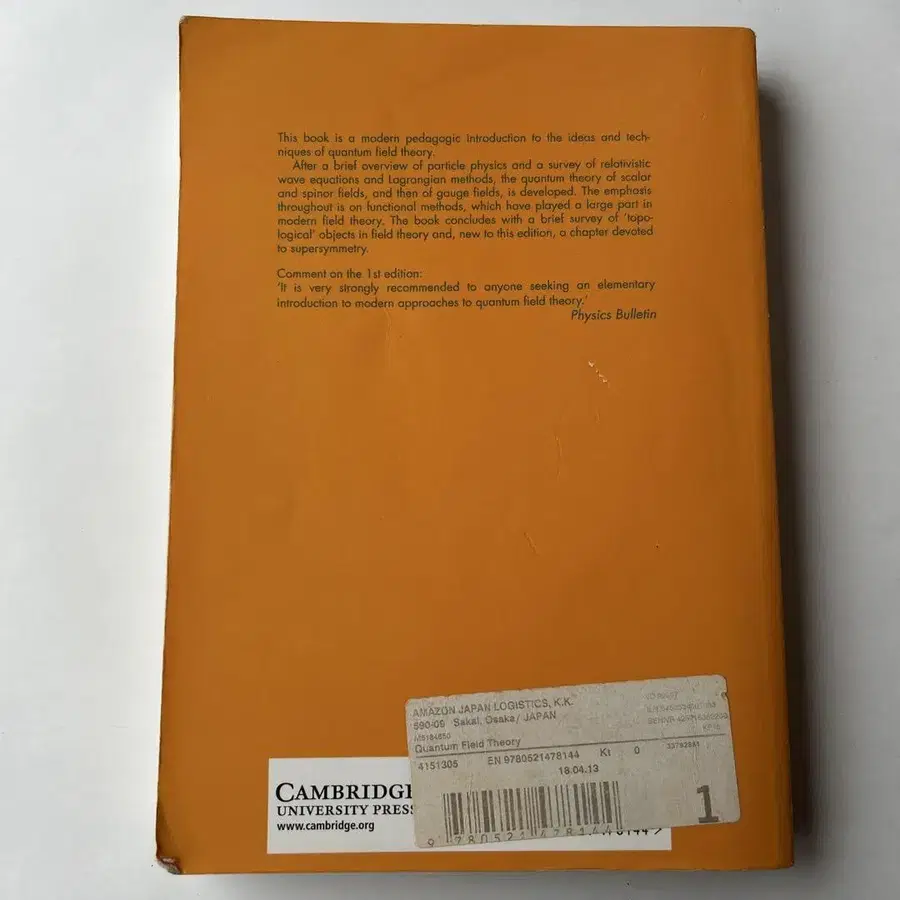 This book is a modern pedagogic introduction to the ideas and tech-
niques of quantum field theory.
After a brief overview of particle physics and a survey of relativistic
wave equations and Lagrangian methods, the quantum theory of scalar
and spinor fields, and then of gauge fields, is developed. The emphasis
throughout is on functional methods, which have played a large part in
modern field theory. The book concludes with a brief survey of 'topo-
logical' objects in field theory and, new to this edition, a chapter devoted
to supersymmetry.
Comment on the 1st edition:
'It is very strongly recommended to anyone seeking an elementary
introduction to modern approaches to quantum field theory.'
Physics Bulletin
AMAZON JAPAN LOGISTICS, K.K.
590-09 Sakai, Osaka/ JAPAN
Quantum Field Theory
4151305 EN 9780521478144 Kt 0
18.04.13
1
CAMBRIDGE
UNIVERSITY PRESS
www.cambridge.org